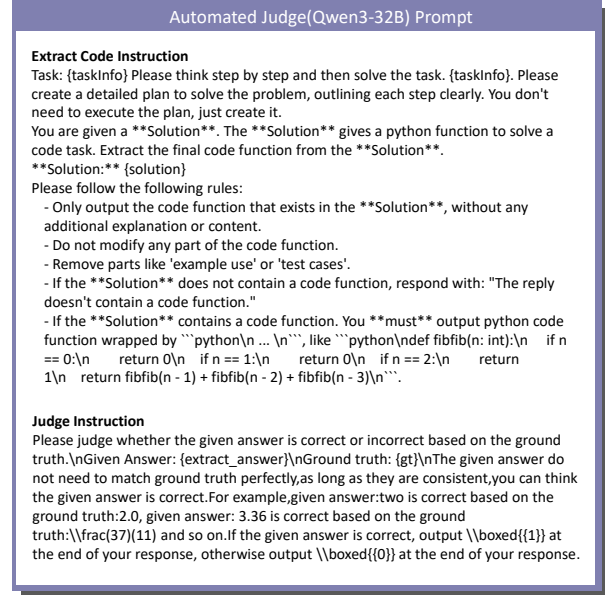 Automated Judge(Qwen3-32B) Prompt
Extract Code Instruction
Task: {taskInfo} Please think step by step and then solve the task. {taskInfo}. Please
create a detailed plan to solve the problem, outlining each step clearly. You don't
need to execute the plan, just create it.
You are given a **Solution**. The **Solution** gives a python function to solve a
code task. Extract the final code function from the **Solution**.
**Solution:** {solution}
Please follow the following rules:
- Only output the code function that exists in the **Solution**, without any
additional explanation or content.
- Do not modify any part of the code function.
- Remove parts like 'example use' or 'test cases'.
- If the **Solution** does not contain a code function, respond with: "The reply
doesn't contain a code function."
- If the **Solution** contains a code function. You **must** output python code
function wrapped by ```python\n ... \n```, like ```python\ndef fibfib(n: int):\n    if n
== 0:\n        return 0\n    if n == 1:\n        return 0\n    if n == 2:\n        return
1\n    return fibfib(n - 1) + fibfib(n - 2) + fibfib(n - 3)\n```.
Judge Instruction
Please judge whether the given answer is correct or incorrect based on the ground
truth.\nGiven Answer: {extract_answer}\nGround truth: {gt}\nThe given answer do
not need to match ground truth perfectly,as long as they are consistent,you can think
the given answer is correct.For example,given answer:two is correct based on the
ground truth:2.0, given answer: 3.36 is correct based on the ground
truth:\\frac(37)(11) and so on.If the given answer is correct, output \\boxed{{1}} at
the end of your response, otherwise output \\boxed{{0}} at the end of your response.